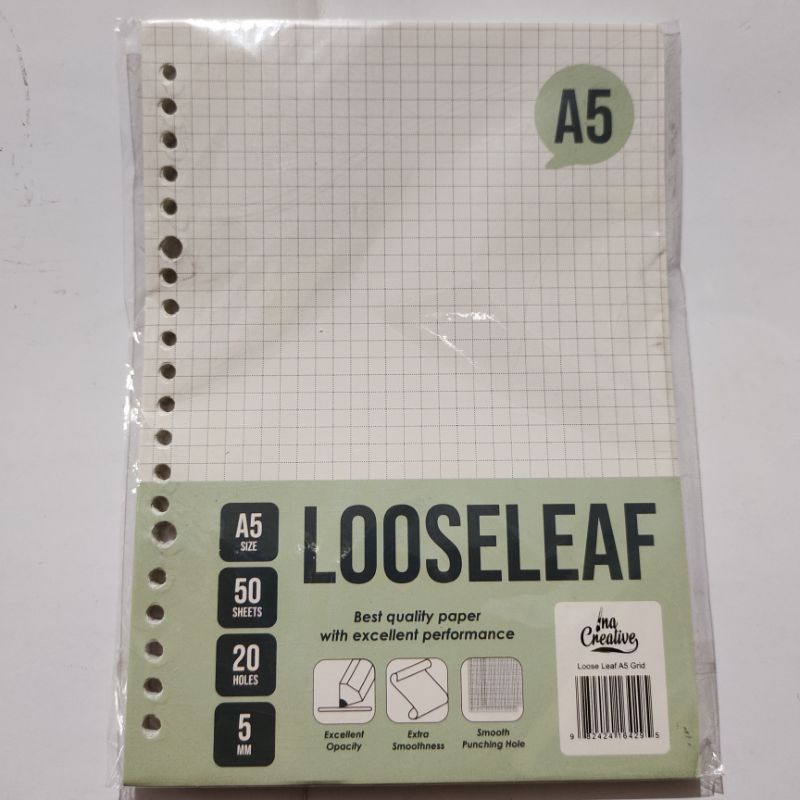 A5
LOOSELEAF
A5
SIZE
50
SHEETS
20
HOLES
5
MM
Best quality paper
with excellent performance
Excellent
Opacity
Extra
Smoothness
Smooth
Punching Hole
Ina
Creative
Loose Leaf A5 Grid